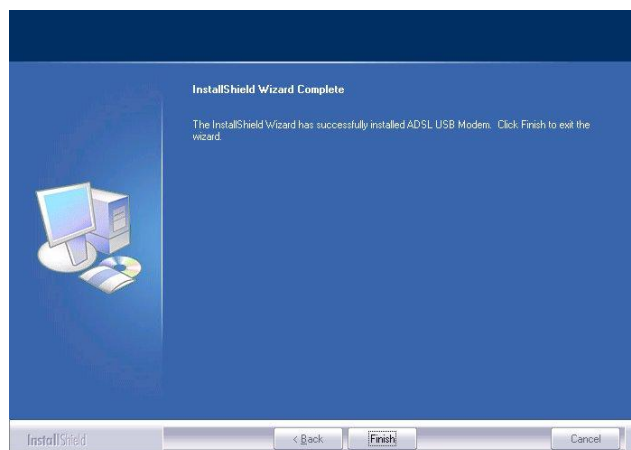 InstallShield Wizard Complete
The InstallShield Wizard has successfully installed ADSL USB Modem. Click Finish to exit the
wizard.
InstallShield
< Back
Finish
Cancel